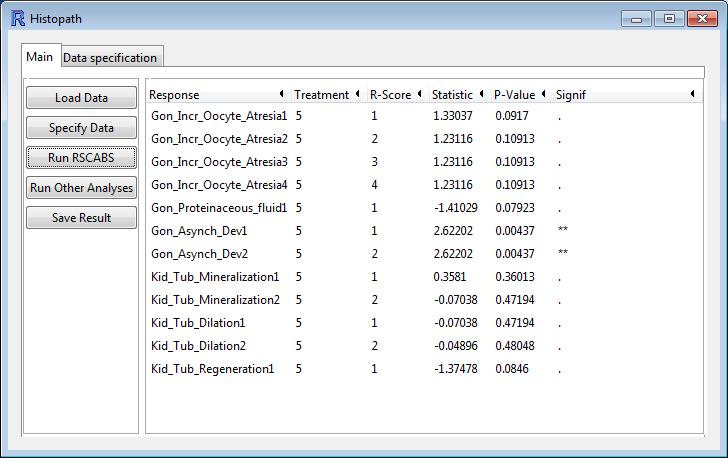 Histopath
Main Data specification
Load Data
Specify Data
Run RSCABS
Run Other Analyses
Save Result
Response Treatment R-Score Statistic P-Value Signif
Gon_Incr_Oocyte_Atresia1 5 1 1.33037 0.0917 .
Gon_Incr_Oocyte_Atresia2 5 2 1.23116 0.10913 .
Gon_Incr_Oocyte_Atresia3 5 3 1.23116 0.10913 .
Gon_Incr_Oocyte_Atresia4 5 4 1.23116 0.10913 .
Gon_Proteinaceous_fluid1 5 1 -1.41029 0.07923 .
Gon_Asynch_Dev1 5 1 2.62202 0.00437 **
Gon_Asynch_Dev2 5 2 2.62202 0.00437 **
Kid_Tub_Mineralization1 5 1 0.3581 0.36013 .
Kid_Tub_Mineralization2 5 2 -0.07038 0.47194 .
Kid_Tub_Dilation1 5 1 -0.07038 0.47194 .
Kid_Tub_Dilation2 5 2 -0.04896 0.48048 .
Kid_Tub_Regeneration1 5 1 -1.37478 0.0846 .